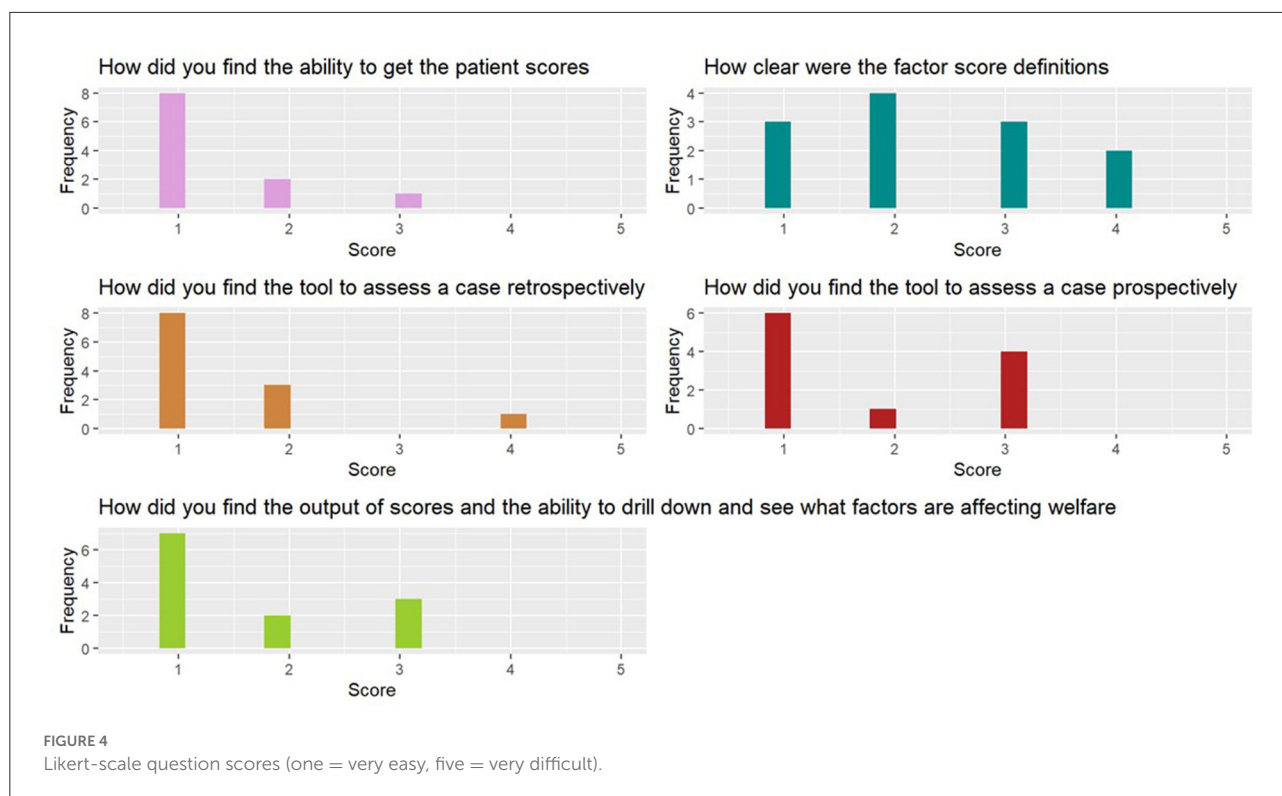 How did you find the ability to get the patient scores
8
6
4
2
0
Frequency
1 2 3 4 5
Score
How clear were the factor score definitions
4
3
2
1
0
Frequency
1 2 3 4 5
Score
How did you find the tool to assess a case retrospectively
8
6
4
2
0
Frequency
1 2 3 4 5
Score
How did you find the tool to assess a case prospectively
6
4
2
0
Frequency
1 2 3 4 5
Score
How did you find the output of scores and the ability to drill down and see what factors are affecting welfare
6
4
2
0
Frequency
1 2 3 4 5
Score
FIGURE 4
Likert-scale question scores (one = very easy, five = very difficult).